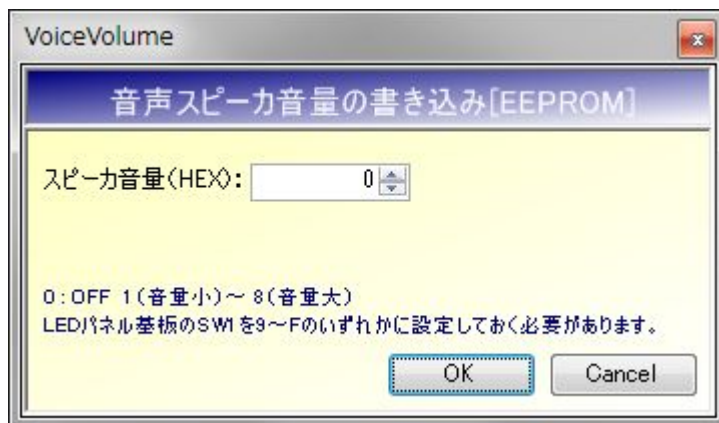 VoiceVolume
音声スピーカ音量の書き込み[EEPROM]
スピーカ音量(HEX): 0
0:OFF 1(音量小)～ 8(音量大)
LEDパネル基板のSW1を9～Fのいずれかに設定しておく必要があります。
OK Cancel